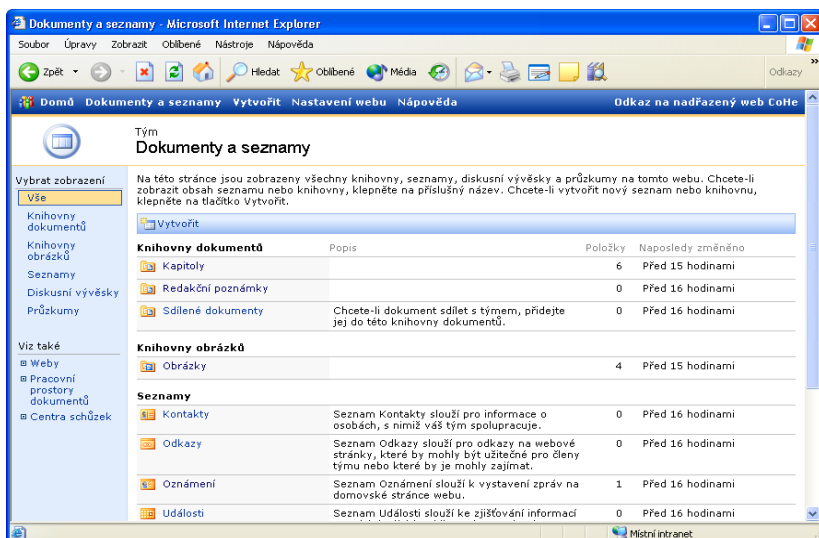 Dokumenty a seznamy - Microsoft Internet Explorer
Soubor Úpravy Zobrazit Oblíbené Nástroje Nápověda
Zpět Hledat Oblíbené Média Odkazy »
Domů Dokumenty a seznamy Vytvořit Nastavení webu Nápověda Odkaz na nadřazený web CoHe
Tým
Dokumenty a seznamy
Vybrat zobrazení
Vše
Knihovny
dokumentů
Knihovny
obrázků
Seznamy
Diskusní vývěsky
Průzkumy
Viz také
Weby
Pracovní
prostory
dokumentů
Centra schůzek
Na této stránce jsou zobrazeny všechny knihovny, seznamy, diskusní vývěsky a průzkumy na tomto webu. Chcete-li
zobrazit obsah seznamu nebo knihovny, klepněte na příslušný název. Chcete-li vytvořit nový seznam nebo knihovnu,
klepněte na tlačítko Vytvořit.
Vytvořit
Knihovny dokumentů Popis Položky Naposledy změněno
Kapitoly 6 Před 15 hodinami
Redakční poznámky 0 Před 16 hodinami
Sdílené dokumenty Chcete-li dokument sdílet s týmem, přidejte 0 Před 16 hodinami
jej do této knihovny dokumentů.
Knihovny obrázků
Obrázky 4 Před 15 hodinami
Seznamy
Kontakty Seznam Kontakty slouží pro informace o 0 Před 16 hodinami
osobách, s nimiž váš tým spolupracuje.
Odkazy Seznam Odkazy slouží pro odkazy na webové 0 Před 16 hodinami
stránky, které by mohly být užitečné pro členy
týmu nebo které by je mohly zajímat.
Oznámení Seznam Oznámení slouží k vystavení zpráv na 1 Před 16 hodinami
domovské stránce webu.
Události Seznam Události slouží ke zjišťování informací 0 Před 16 hodinami
Místní intranet